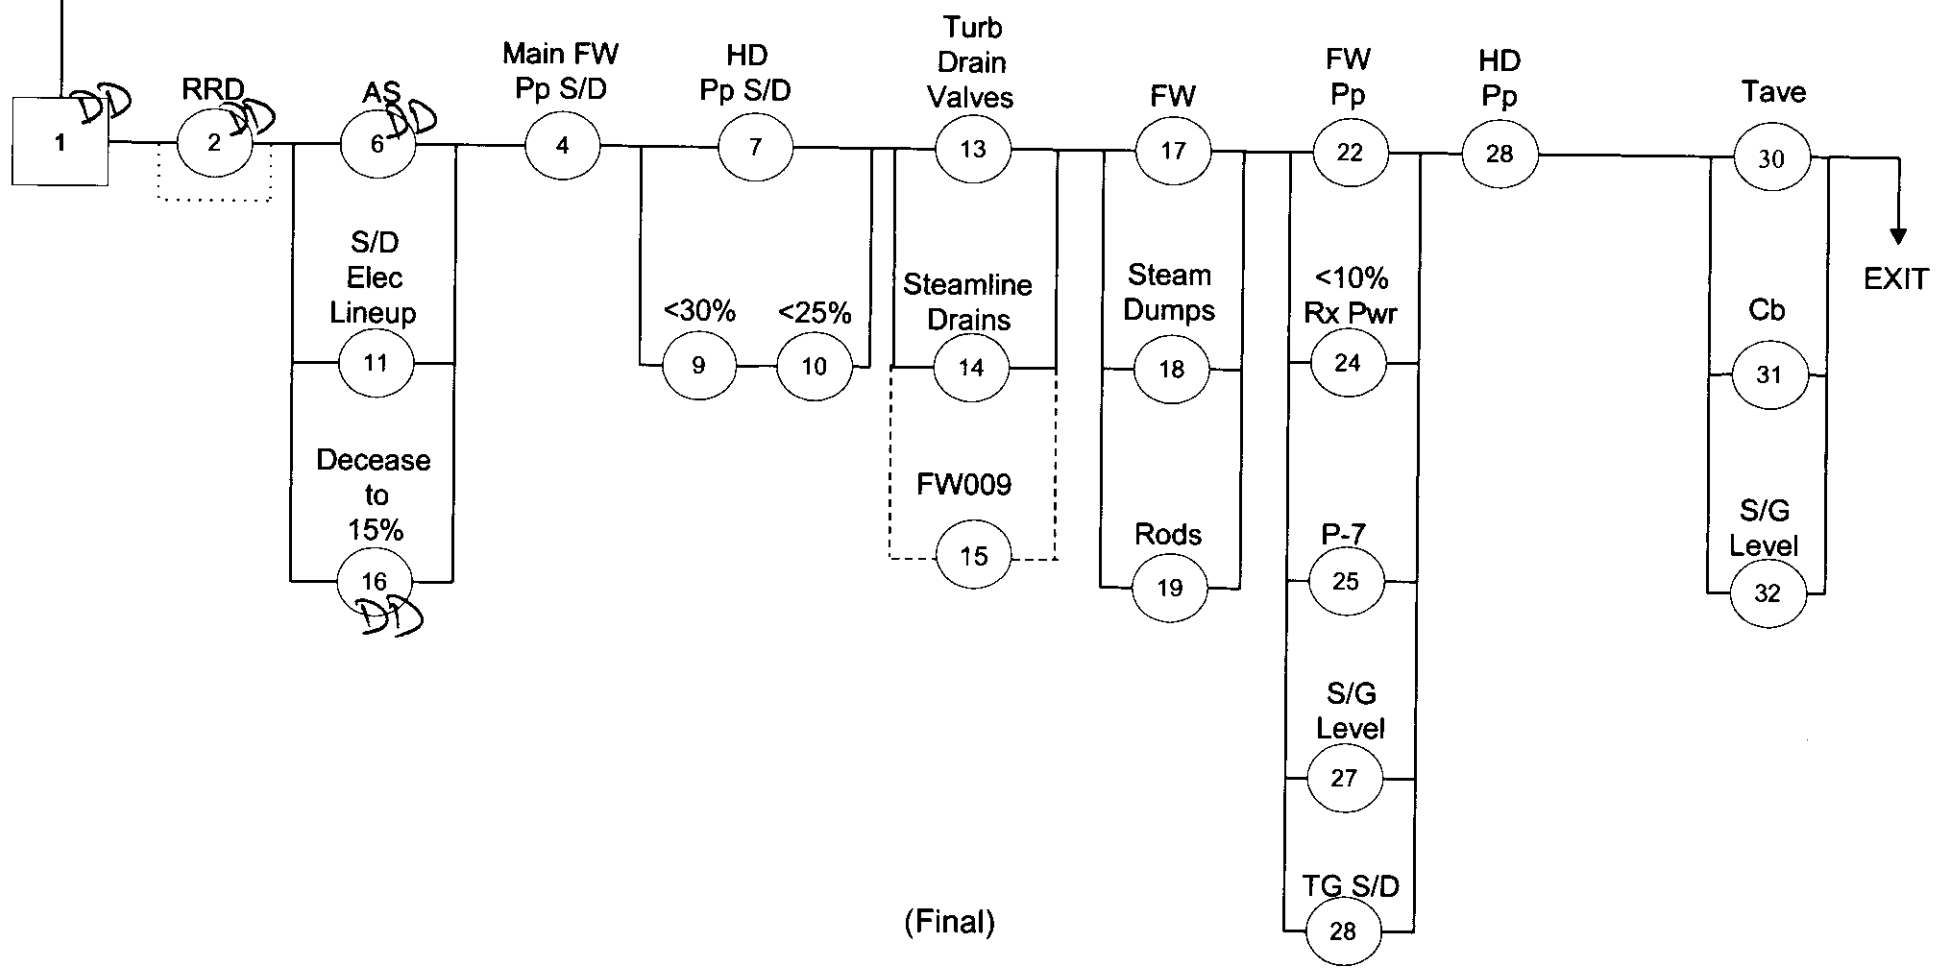 1
DD
RRD
2
DD
AS
6
DD
S/D
Elec
Lineup
11
Decease
to
15%
16
DD
Main FW
Pp S/D
4
HD
Pp S/D
7
<30%
9
<25%
10
Turb
Drain
Valves
13
Steamline
Drains
14
FW009
15
FW
17
Steam
Dumps
18
Rods
19
FW
Pp
22
<10%
Rx Pwr
24
P-7
25
S/G
Level
27
TG S/D
28
HD
Pp
28
Tave
30
Cb
31
S/G
Level
32
EXIT
(Final)